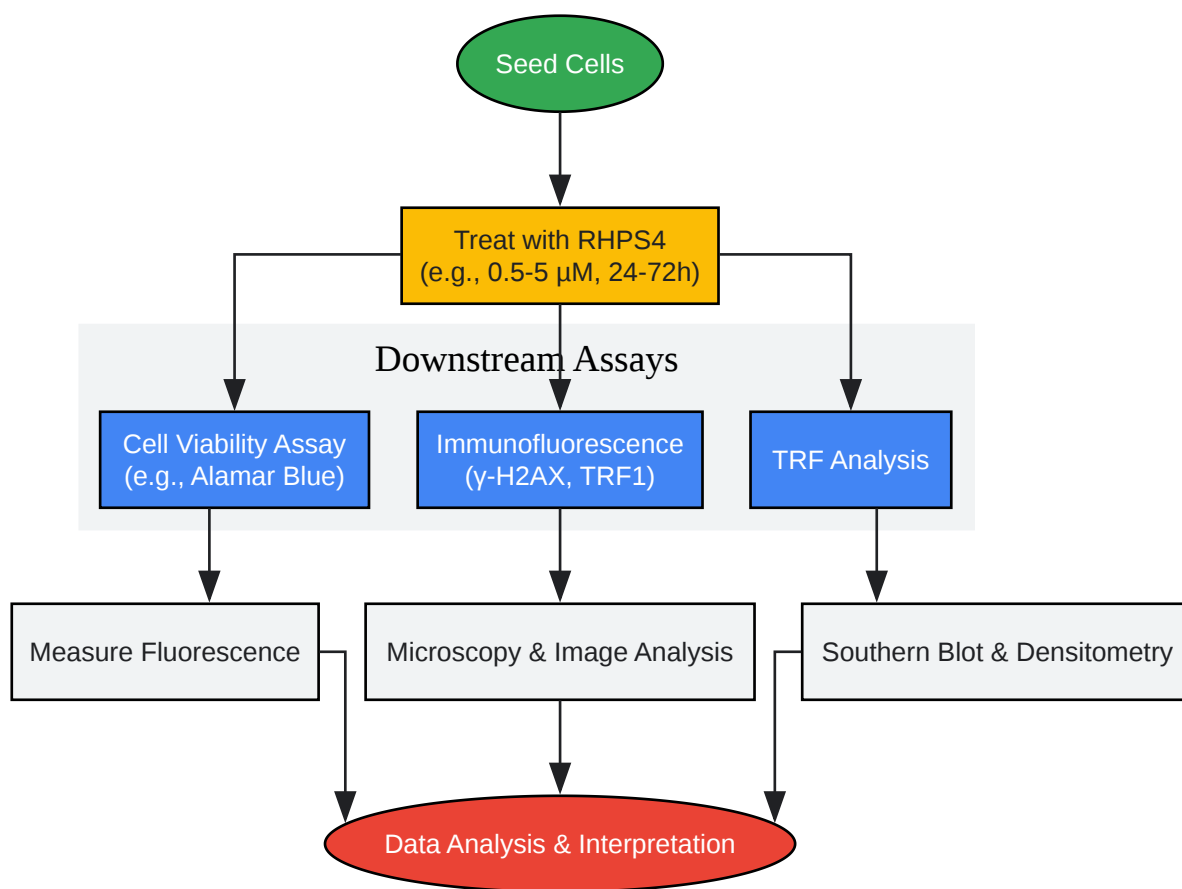 Seed Cells
Treat with RHPS4
(e.g., 0.5-5 µM, 24-72h)
Downstream Assays
Cell Viability Assay
(e.g., Alamar Blue)
Immunofluorescence
(γ-H2AX, TRF1)
TRF Analysis
Measure Fluorescence
Microscopy & Image Analysis
Southern Blot & Densitometry
Data Analysis & Interpretation